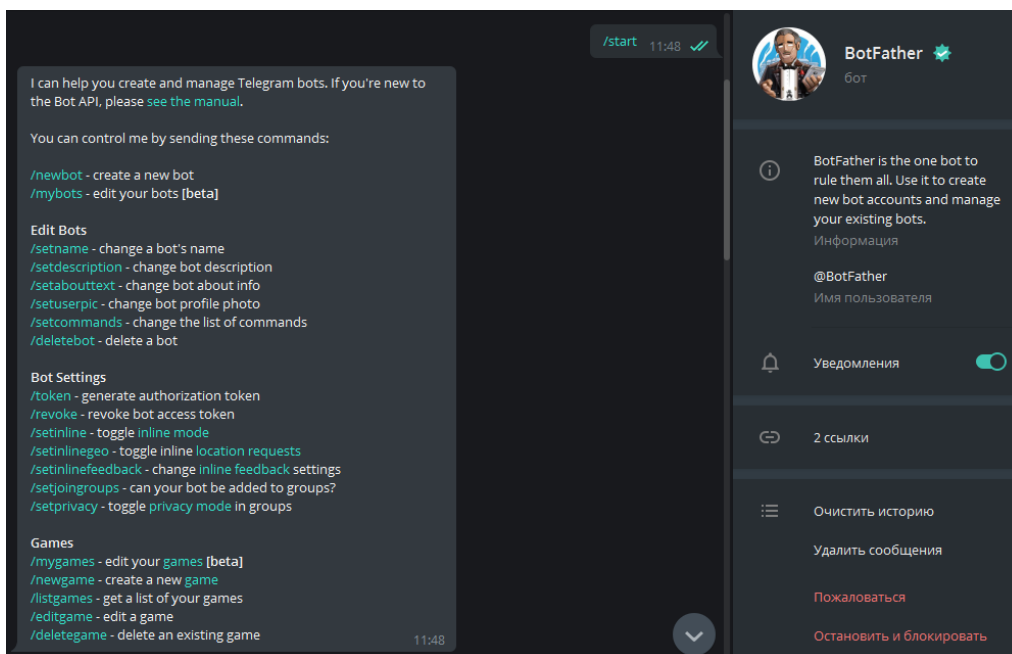 /start 11:48
I can help you create and manage Telegram bots. If you're new to
the Bot API, please see the manual.
You can control me by sending these commands:
/newbot - create a new bot
/mybots - edit your bots [beta]
Edit Bots
/setname - change a bot's name
/setdescription - change bot description
/setabouttext - change bot about info
/setuserpic - change bot profile photo
/setcommands - change the list of commands
/deletebot - delete a bot
Bot Settings
/token - generate authorization token
/revoke - revoke bot access token
/setinline - toggle inline mode
/setinlinegeo - toggle inline location requests
/setinlinefeedback - change inline feedback settings
/setjoingroups - can your bot be added to groups?
/setprivacy - toggle privacy mode in groups
Games
/mygames - edit your games [beta]
/newgame - create a new game
/listgames - get a list of your games
/editgame - edit a game
/deletegame - delete an existing game
11:48
BotFather
бот
BotFather is the one bot to
rule them all. Use it to create
new bot accounts and manage
your existing bots.
Информация
@BotFather
Имя пользователя
Уведомления
2 ссылки
Очистить историю
Удалить сообщения
Пожаловаться
Остановить и блокировать